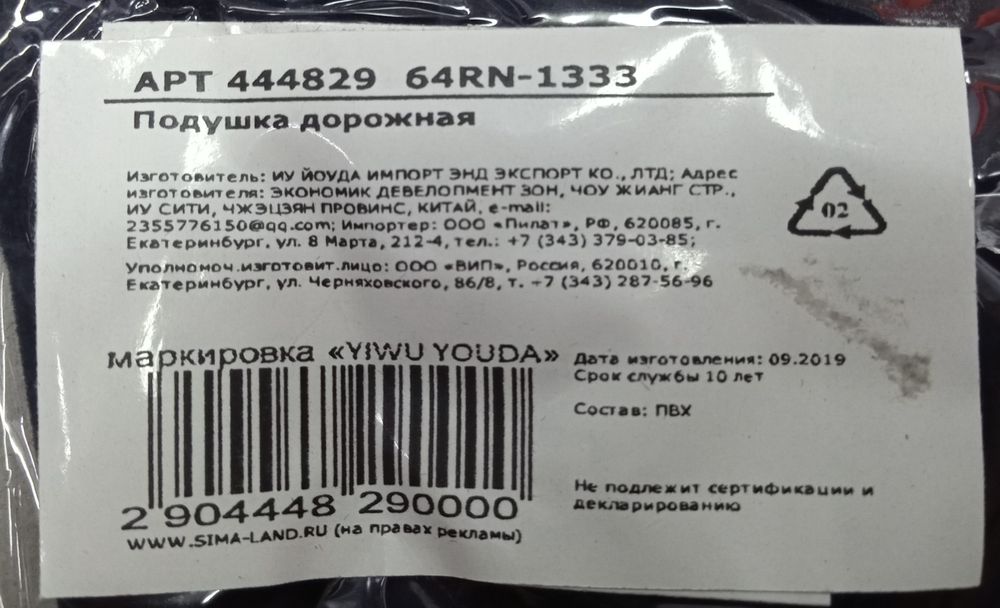 АРТ 444829 64RN-1333
Подушка дорожная
Изготовитель: ИУ ЙОУДА ИМПОРТ ЭНД ЭКСПОРТ КО., ЛТД; Адрес
изготовителя: ЭКОНОМИК ДЕВЕЛОПМЕНТ ЗОН, ЧОУ ЖИАНГ СТР.,
ИУ СИТИ, ЧЖЭЦЗЯН ПРОВИНС, КИТАЙ, e-mail:
2355776150@qq.com; Импортер: ООО «Пилат», РФ, 620085, г.
Екатеринбург, ул. 8 Марта, 212-4, тел.: +7 (343) 379-03-85;
02
Уполномоч.изготовит.лицо: ООО «ВИП», Россия, 620010, г.
Екатеринбург, ул. Черняховского, 86/8, т. +7 (343) 287-56-96
маркировка «YIWU YOUDA»
2 904448 290000
WWW.SIMA-LAND.RU (на правах рекламы)
Дата изготовления: 09.2019
Срок службы 10 лет
Состав: ПВХ
Не подлежит сертификации и
декларированию